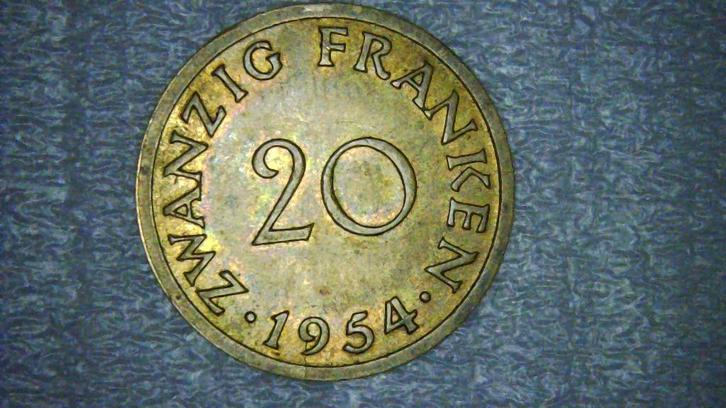 ZWANZIG FRANKEN
20
· 1954 ·